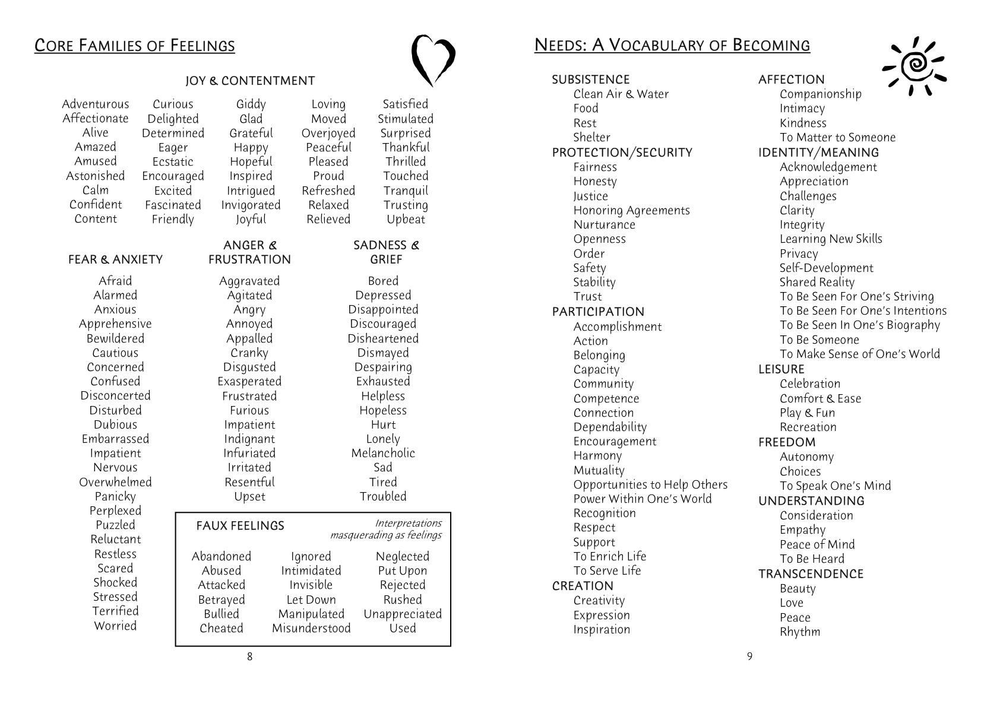 CORE FAMILIES OF FEELINGS
JOY & CONTENTMENT
Adventurous Curious Giddy Loving Satisfied
Affectionate Delighted Glad Moved Stimulated
Alive Determined Grateful Overjoyed Surprised
Amazed Eager Happy Peaceful Thankful
Amused Ecstatic Hopeful Pleased Thrilled
Astonished Encouraged Inspired Proud Touched
Calm Excited Intrigued Refreshed Tranquil
Confident Fascinated Invigorated Relaxed Trusting
Content Friendly Joyful Relieved Upbeat
FEAR & ANXIETY
Afraid
Alarmed
Anxious
Apprehensive
Bewildered
Cautious
Concerned
Confused
Disconcerted
Disturbed
Dubious
Embarrassed
Impatient
Nervous
Overwhelmed
Panicky
Perplexed
Puzzled
Reluctant
Restless
Scared
Shocked
Stressed
Terrified
Worried
ANGER &
FRUSTRATION
Aggravated
Agitated
Angry
Annoyed
Appalled
Cranky
Disgusted
Exasperated
Frustrated
Furious
Impatient
Indignant
Infuriated
Irritated
Resentful
Upset
SADNESS &
GRIEF
Bored
Depressed
Disappointed
Discouraged
Disheartened
Dismayed
Despairing
Exhausted
Helpless
Hopeless
Hurt
Lonely
Melancholic
Sad
Tired
Troubled
FAUX FEELINGS
Interpretations
masquerading as feelings
Abandoned Ignored Neglected
Abused Intimidated Put Upon
Attacked Invisible Rejected
Betrayed Let Down Rushed
Bullied Manipulated Unappreciated
Cheated Misunderstood Used
8
NEEDS: A VOCABULARY OF BECOMING
SUBSISTENCE
Clean Air & Water
Food
Rest
Shelter
PROTECTION/SECURITY
Fairness
Honesty
Justice
Honoring Agreements
Nurturance
Openness
Order
Safety
Stability
Trust
PARTICIPATION
Accomplishment
Action
Belonging
Capacity
Community
Competence
Connection
Dependability
Encouragement
Harmony
Mutuality
Opportunities to Help Others
Power Within One's World
Recognition
Respect
Support
To Enrich Life
To Serve Life
CREATION
Creativity
Expression
Inspiration
AFFECTION
Companionship
Intimacy
Kindness
To Matter to Someone
IDENTITY/MEANING
Acknowledgement
Appreciation
Challenges
Clarity
Integrity
Learning New Skills
Privacy
Self-Development
Shared Reality
To Be Seen For One's Striving
To Be Seen For One's Intentions
To Be Seen In One's Biography
To Be Someone
To Make Sense of One's World
LEISURE
Celebration
Comfort & Ease
Play & Fun
Recreation
FREEDOM
Autonomy
Choices
To Speak One's Mind
UNDERSTANDING
Consideration
Empathy
Peace of Mind
To Be Heard
TRANSCENDENCE
Beauty
Love
Peace
Rhythm
9